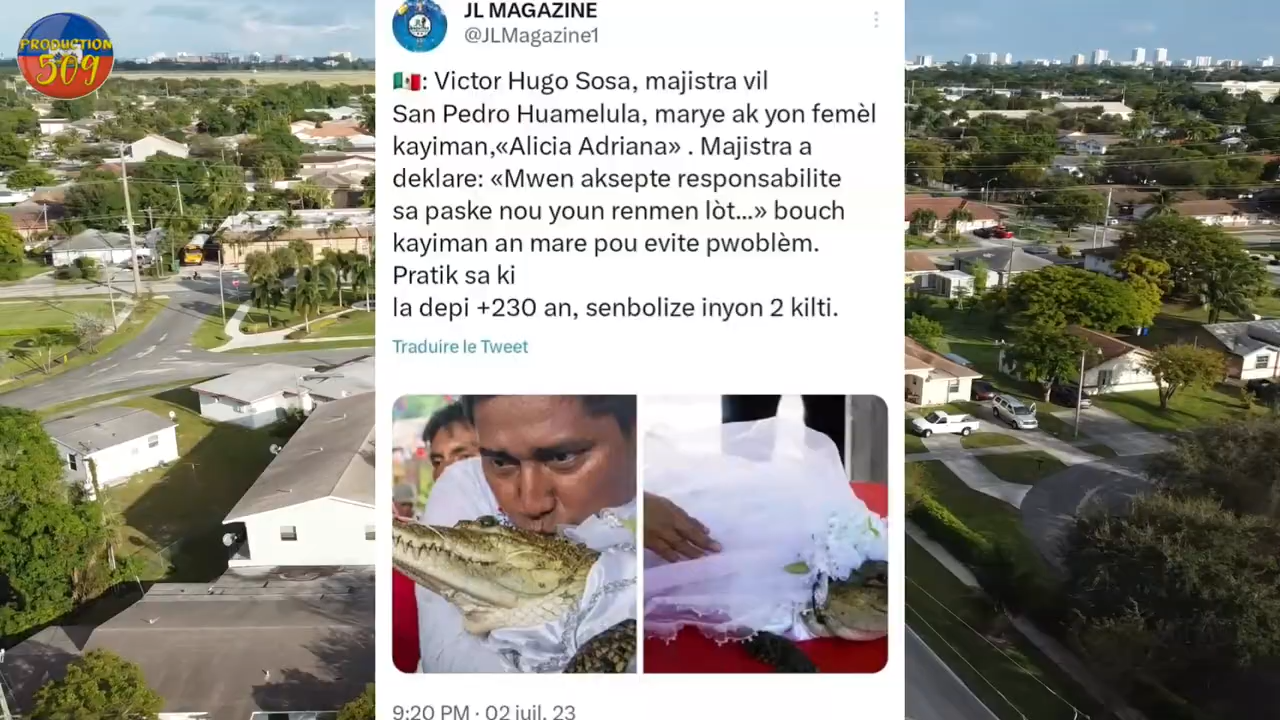 PRODUCTION
509
JL MAGAZINE
@JLMagazine1
🇲🇽: Victor Hugo Sosa, majistra vil
San Pedro Huamelula, marye ak yon femèl
kayiman,«Alicia Adriana» . Majistra a
deklare: «Mwen aksepte responsabilite
sa paske nou youn renmen lòt...» bouch
kayiman an mare pou evite pwoblèm.
Pratik sa ki
la depi +230 an, senbolize inyon 2 kilti.
Traduire le Tweet
9:20 PM · 02 juil. 23